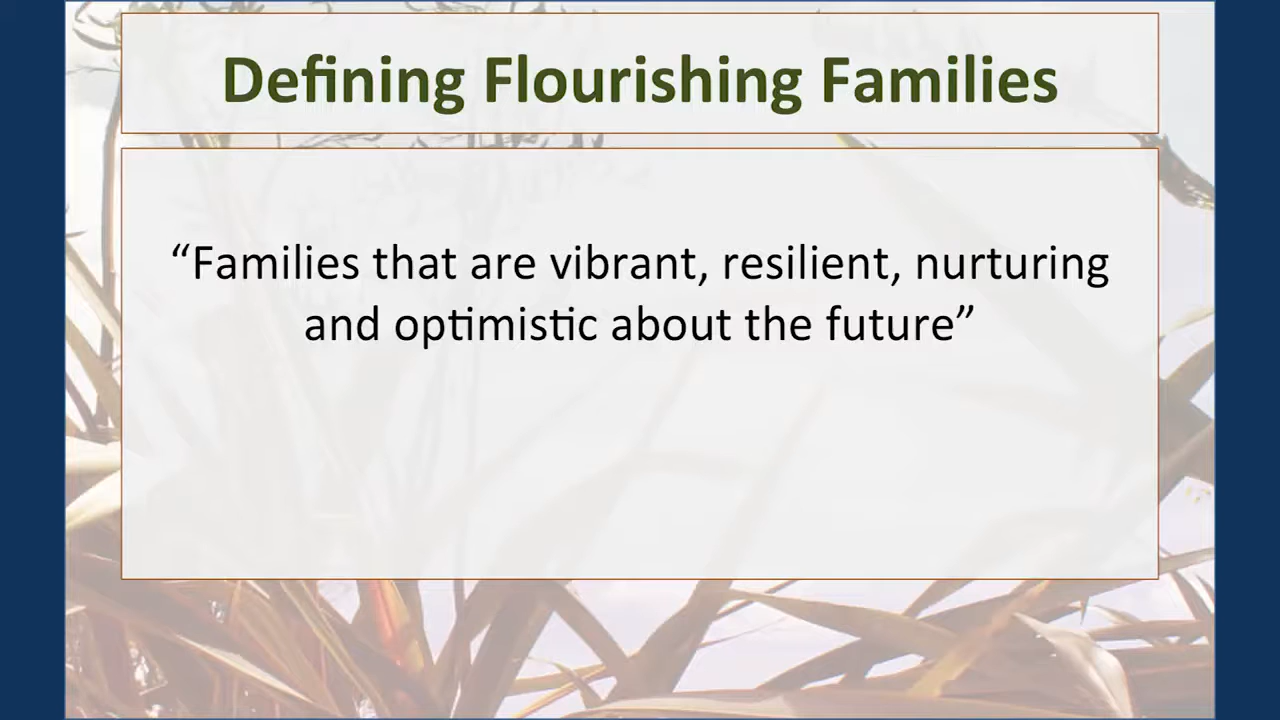 Defining Flourishing Families
“Families that are vibrant, resilient, nurturing
and optimistic about the future”